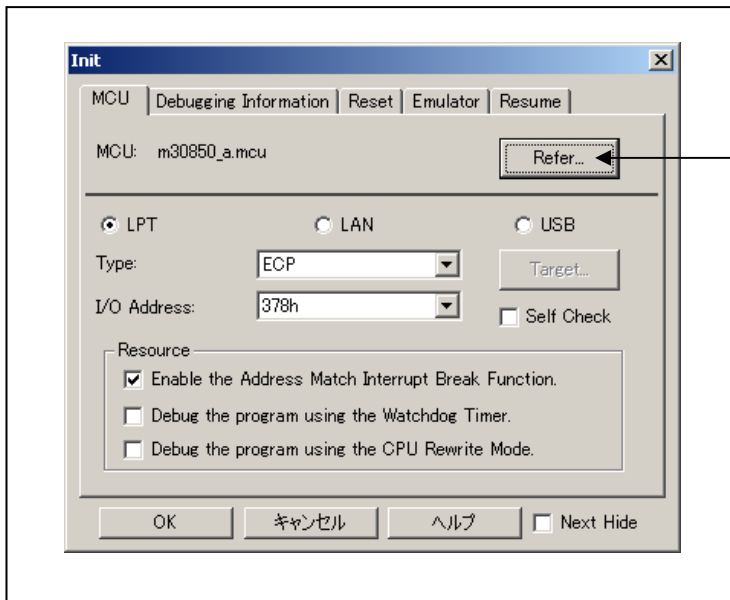 Init
MCU Debugging Information Reset Emulator Resume
MCU: m30850_a.mcu Refer...
LPT LAN USB
Type: ECP Target...
I/O Address: 378h Self Check
Resource
Enable the Address Match Interrupt Break Function.
Debug the program using the Watchdog Timer.
Debug the program using the CPU Rewrite Mode.
OK キャンセル ヘルプ Next Hide